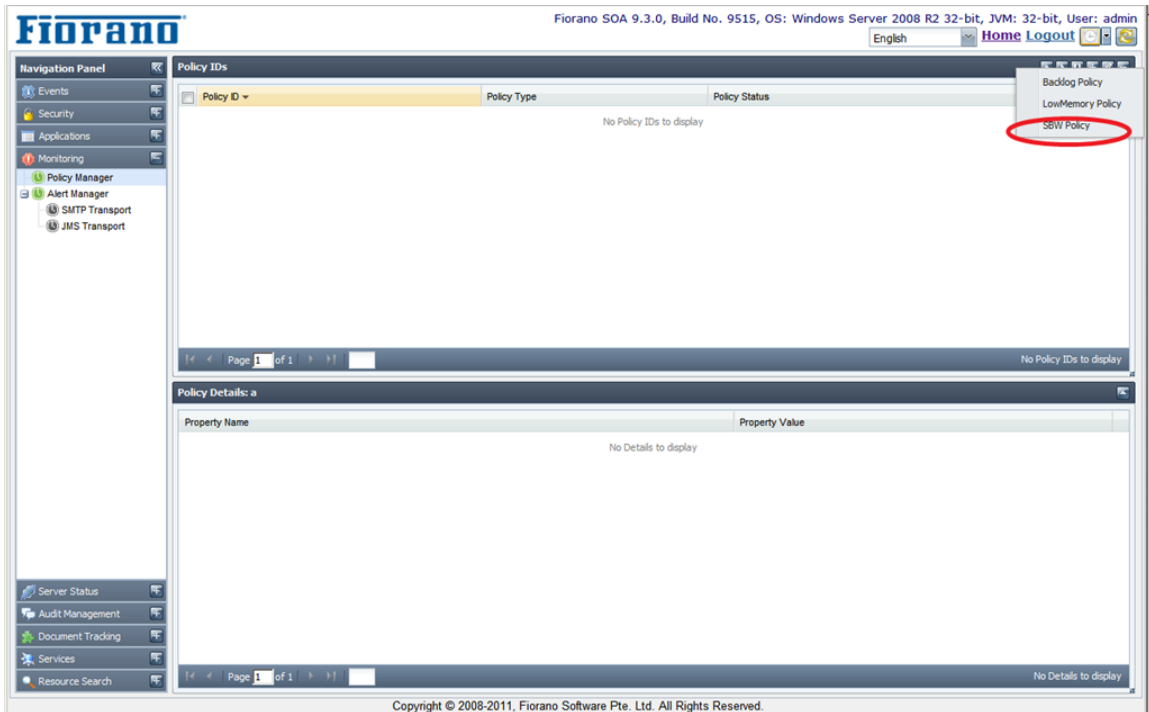 Fiorano
Fiorano SOA 9.3.0, Build No. 9515, OS: Windows Server 2008 R2 32-bit, JVM: 32-bit, User: admin
English Home Logout
Navigation Panel
Events
Security
Applications
Monitoring
Policy Manager
Alert Manager
SMTP Transport
JMS Transport
Server Status
Audit Management
Document Tracking
Services
Resource Search
Policy IDs
Policy ID Policy Type Policy Status
No Policy IDs to display
Backlog Policy
LowMemory Policy
SBW Policy
Page 1 of 1 No Policy IDs to display
Policy Details: a
Property Name Property Value
No Details to display
Page 1 of 1 No Details to display
Copyright © 2008-2011, Fiorano Software Pte. Ltd. All Rights Reserved.